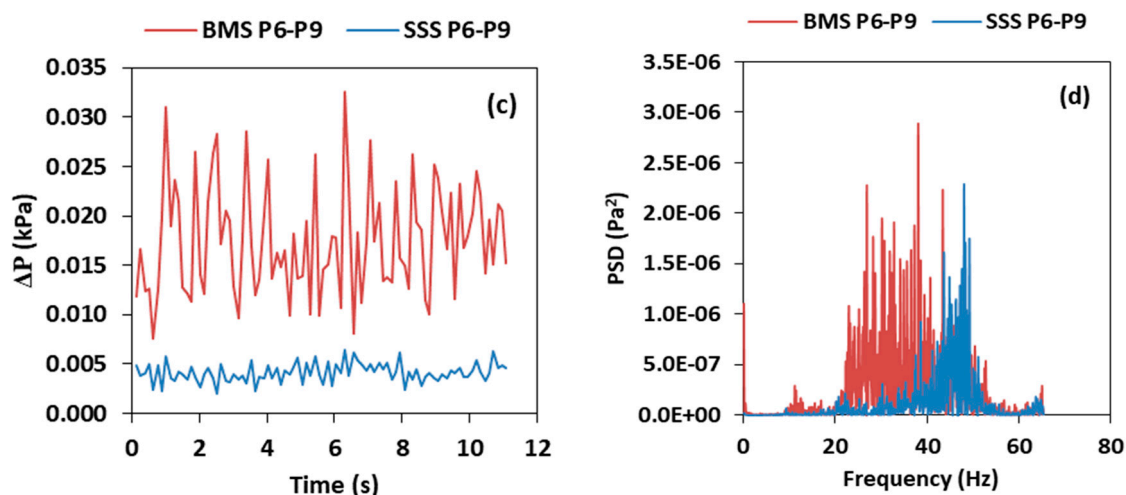 BMS P6-P9 SSS P6-P9
0.035
0.030
0.025
0.020
0.015
0.010
0.005
0.000
ΔP (kPa)
(c)
0 2 4 6 8 10 12
Time (s)
BMS P6-P9 SSS P6-P9
3.5E-06
3.0E-06
2.5E-06
2.0E-06
1.5E-06
1.0E-06
5.0E-07
0.0E+00
PSD (Pa²)
(d)
0 20 40 60 80
Frequency (Hz)